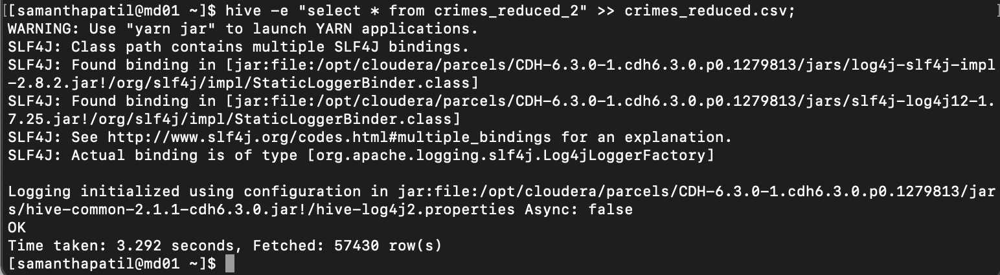 [[samanthapatil@md01 ~]$ hive -e "select * from crimes_reduced_2" >> crimes_reduced.csv; ]
WARNING: Use "yarn jar" to launch YARN applications.
SLF4J: Class path contains multiple SLF4J bindings.
SLF4J: Found binding in [jar:file:/opt/cloudera/parcels/CDH-6.3.0-1.cdh6.3.0.p0.1279813/jars/log4j-slf4j-impl
-2.8.2.jar!/org/slf4j/impl/StaticLoggerBinder.class]
SLF4J: Found binding in [jar:file:/opt/cloudera/parcels/CDH-6.3.0-1.cdh6.3.0.p0.1279813/jars/slf4j-log4j12-1.
7.25.jar!/org/slf4j/impl/StaticLoggerBinder.class]
SLF4J: See http://www.slf4j.org/codes.html#multiple_bindings for an explanation.
SLF4J: Actual binding is of type [org.apache.logging.slf4j.Log4jLoggerFactory]
Logging initialized using configuration in jar:file:/opt/cloudera/parcels/CDH-6.3.0-1.cdh6.3.0.p0.1279813/jar
s/hive-common-2.1.1-cdh6.3.0.jar!/hive-log4j2.properties Async: false
OK
Time taken: 3.292 seconds, Fetched: 57430 row(s)
[samanthapatil@md01 ~]$